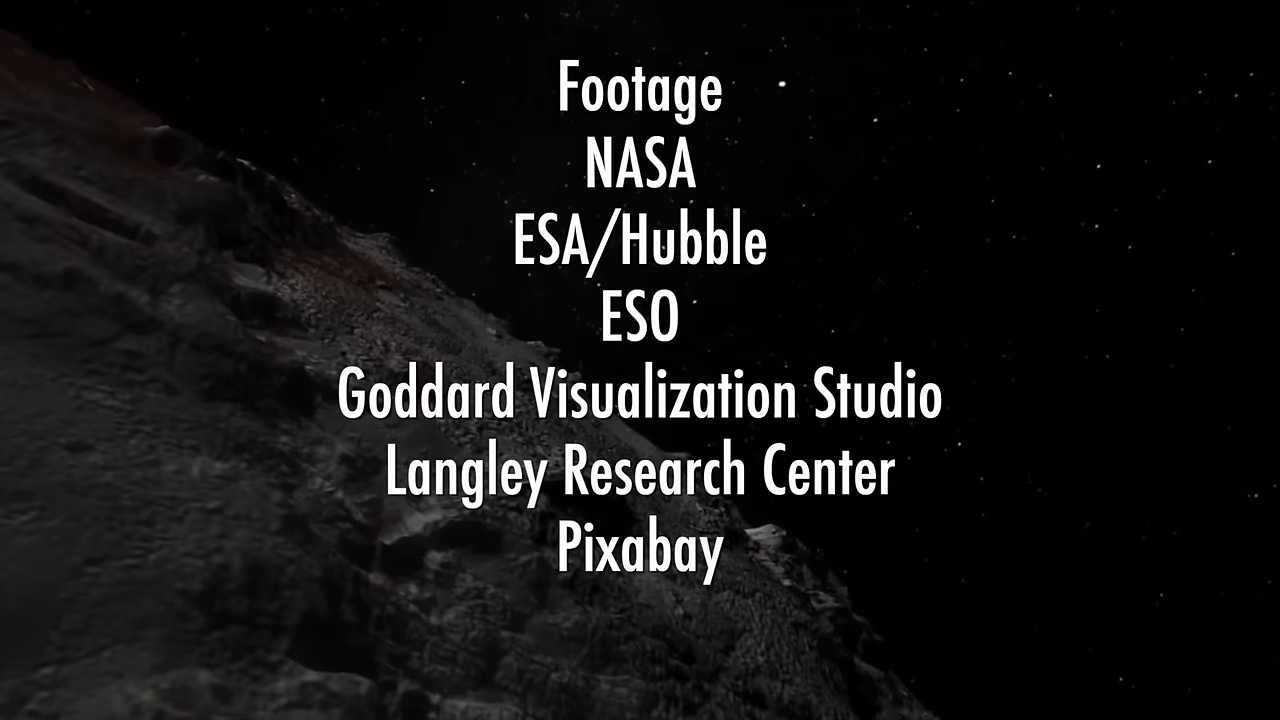 Footage
NASA
ESA/Hubble
ESO
Goddard Visualization Studio
Langley Research Center
Pixabay